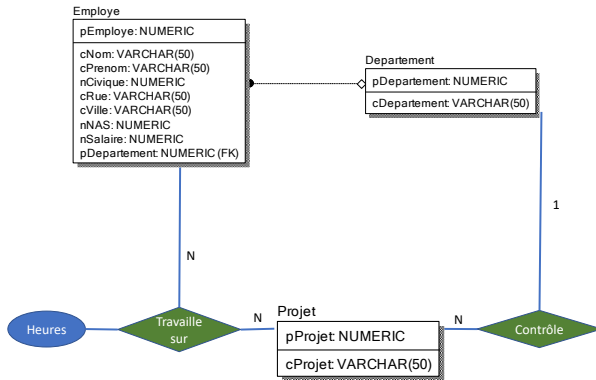 Employe
pEmploye: NUMERIC
cNom: VARCHAR(50)
cPrenom: VARCHAR(50)
nCivique: NUMERIC
cRue: VARCHAR(50)
cVille: VARCHAR(50)
nNAS: NUMERIC
nSalaire: NUMERIC
pDepartement: NUMERIC (FK)
Departement
pDepartement: NUMERIC
cDepartement: VARCHAR(50)
1
N
Heures
Travaille
sur
N
Projet
pProjet: NUMERIC
cProjet: VARCHAR(50)
N
Contrôle